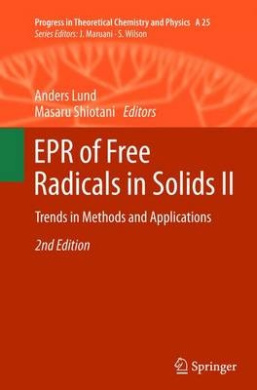 Progress in Theoretical Chemistry and Physics A 25
Series Editors: J. Maruani · S. Wilson
Anders Lund
Masaru Shiotani Editors
EPR of Free
Radicals in Solids II
Trends in Methods and Applications
2nd Edition
Springer